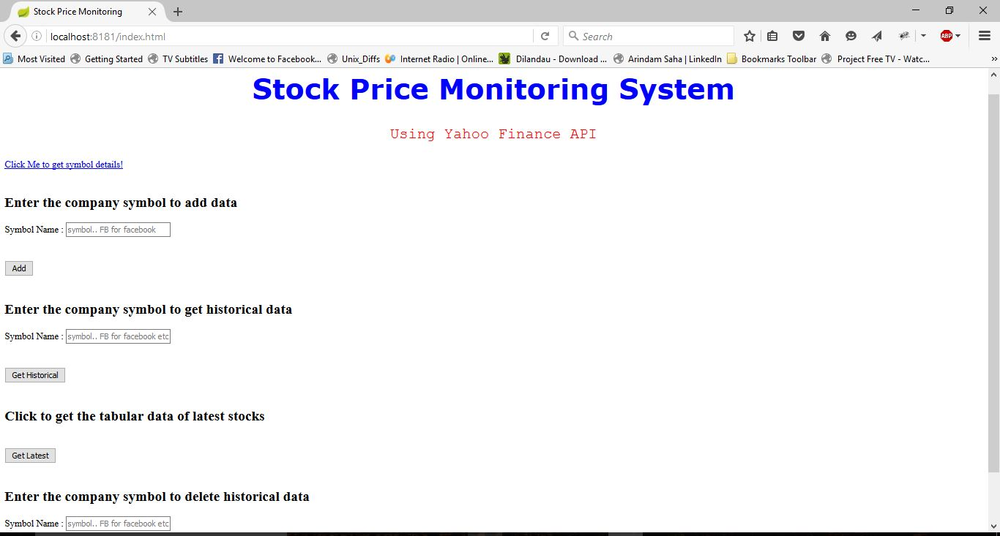 Stock Price Monitoring
localhost:8181/index.html
Search
ABP
Most Visited Getting Started TV Subtitles Welcome to Facebook... Unix_Diffs Internet Radio | Online... Dilandau - Download ... Arindam Saha | LinkedIn Bookmarks Toolbar Project Free TV - Watc...
Stock Price Monitoring System
Using Yahoo Finance API
Click Me to get symbol details!
Enter the company symbol to add data
Symbol Name : symbol.. FB for facebook
Add
Enter the company symbol to get historical data
Symbol Name : symbol.. FB for facebook etc
Get Historical
Click to get the tabular data of latest stocks
Get Latest
Enter the company symbol to delete historical data
Symbol Name : symbol.. FB for facebook etc